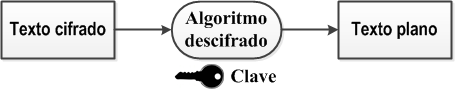 Texto cifrado
Algoritmo
descifrado
Texto plano
Clave